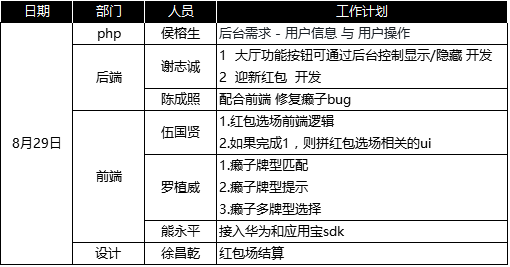 日期 部门 人员 工作计划
8月29日
php 侯榕生 后台需求 - 用户信息 与 用户操作
后端 谢志诚 1 大厅功能按钮可通过后台控制显示/隐藏 开发
2 迎新红包 开发
陈成照 配合前端 修复癞子bug
前端 伍国贤 1.红包选场前端逻辑
2.如果完成1，则拼红包选场相关的ui
罗植威 1.癞子牌型匹配
2.癞子牌型提示
3.癞子多牌型选择
熊永平 接入华为和应用宝sdk
设计 徐昌乾 红包场结算